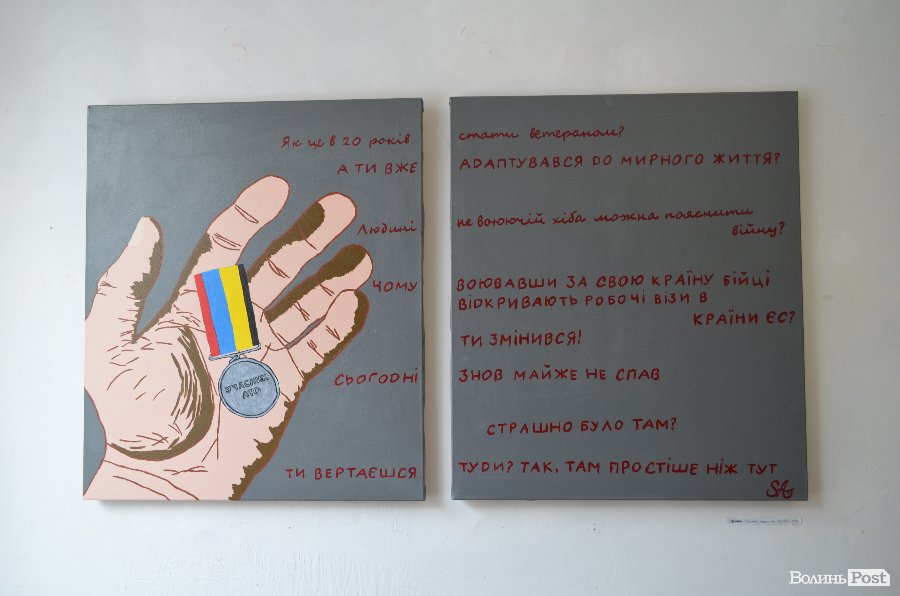 Як це в 20 років стати ветераном?
А ТИ ВЖЕ АДАПТУВАВСЯ ДО МИРНОГО ЖИТТЯ?
Людині не воюючій хіба можна пояснити
війну?
ЧОМУ ВОЮВАВШИ ЗА СВОЮ КРАЇНУ БІЙЦІ
ВІДКРИВАЮТЬ РОБОЧІ ВІЗИ В
КРАЇНИ ЄС?
ТИ ЗМІНИВСЯ!
СЬОГОДНІ ЗНОВ МАЙЖЕ НЕ СПАВ
СТРАШНО БУЛО ТАМ?
ТИ ВЕРТАЄШСЯ ТУДИ? ТАК, ТАМ ПРОСТІШЕ НІЖ ТУТ
УЧАСНИК
АТО
ВолиньPost